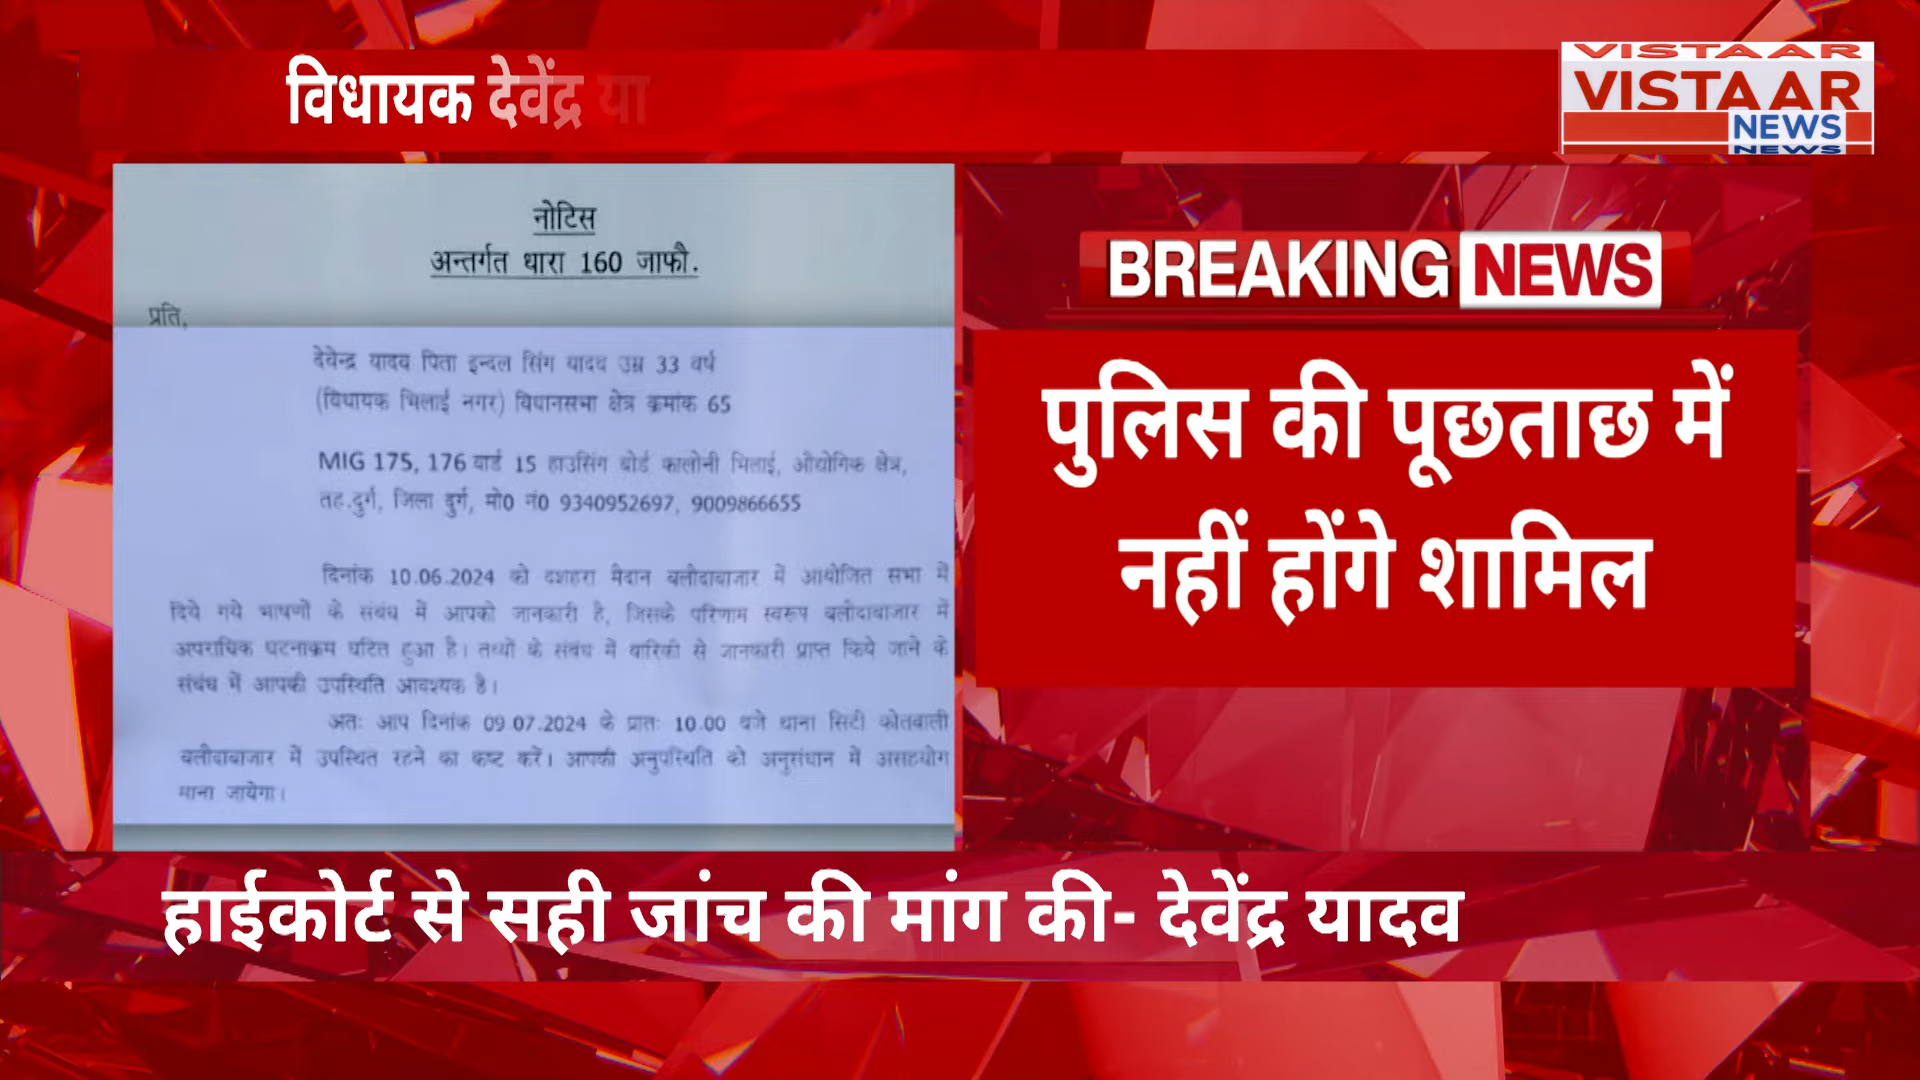 विधायक देवेंद्र या
VISTAAR
VISTAAR
NEWS
NEWS
नोटिस
अन्तर्गत धारा 160 जाफौ.
प्रति,
देवेन्द्र यादव पिता इन्दल सिंग यादव उम्र 33 वर्ष
(विधायक भिलाई नगर) विधानसभा क्षेत्र क्रमांक 65
MIG 175, 176 वार्ड 15 हाउसिंग बोर्ड कालोनी भिलाई, औद्योगिक क्षेत्र,
तह.दुर्ग, जिला दुर्ग, मो0 नं0 9340952697, 9009866655
दिनांक 10.06.2024 को दशहरा मैदान बलौदाबाजार में आयोजित सभा में
दिये गये भाषणों के संबंध में आपको जानकारी है, जिसके परिणाम स्वरूप बलौदाबाजार में
अपराधिक घटनाक्रम घटित हुआ है। तथ्यों के संबंध में बारिकी से जानकारी प्राप्त किये जाने के
संबंध में आपकी उपस्थिति आवश्यक है।
अतः आप दिनांक 09.07.2024 के प्रातः 10.00 बजे थाना सिटी कोतवाली
बलौदाबाजार में उपस्थित रहने का कष्ट करें। आपकी अनुपस्थिति को अनुसंधान में असहयोग
माना जायेगा।
BREAKING NEWS
पुलिस की पूछताछ में
नहीं होंगे शामिल
हाईकोर्ट से सही जांच की मांग की- देवेंद्र यादव